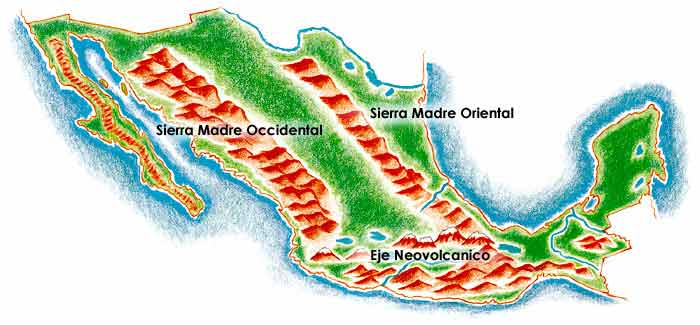 Sierra Madre Oriental
Sierra Madre Occidental
Eje Neovolcanico